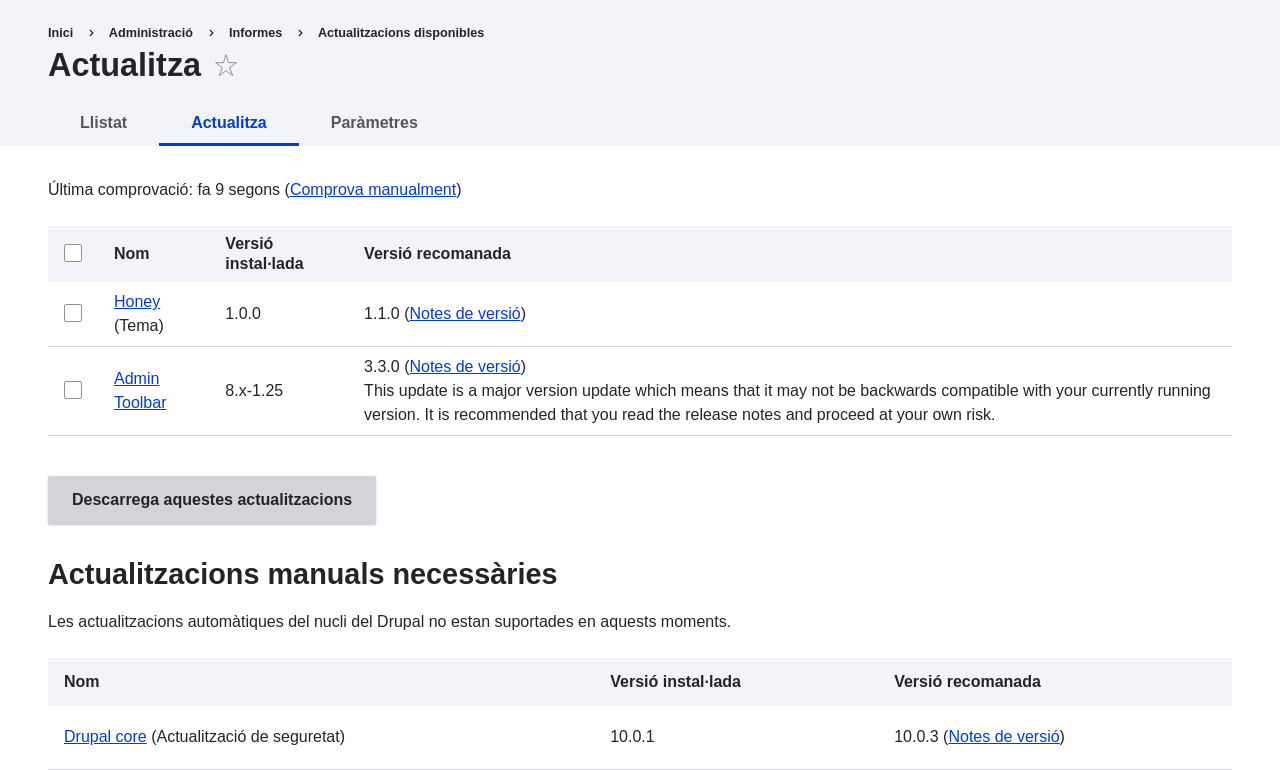 Inici › Administració › Informes › Actualitzacions disponibles
Actualitza ☆
Llistat Actualitza Paràmetres
Última comprovació: fa 9 segons (Comprova manualment)
Nom Versió instal·lada Versió recomanada
Honey (Tema) 1.0.0 1.1.0 (Notes de versió)
Admin Toolbar 8.x-1.25 3.3.0 (Notes de versió)
This update is a major version update which means that it may not be backwards compatible with your currently running
version. It is recommended that you read the release notes and proceed at your own risk.
Descarrega aquestes actualitzacions
Actualitzacions manuals necessàries
Les actualitzacions automàtiques del nucli del Drupal no estan suportades en aquests moments.
Nom Versió instal·lada Versió recomanada
Drupal core (Actualització de seguretat) 10.0.1 10.0.3 (Notes de versió)